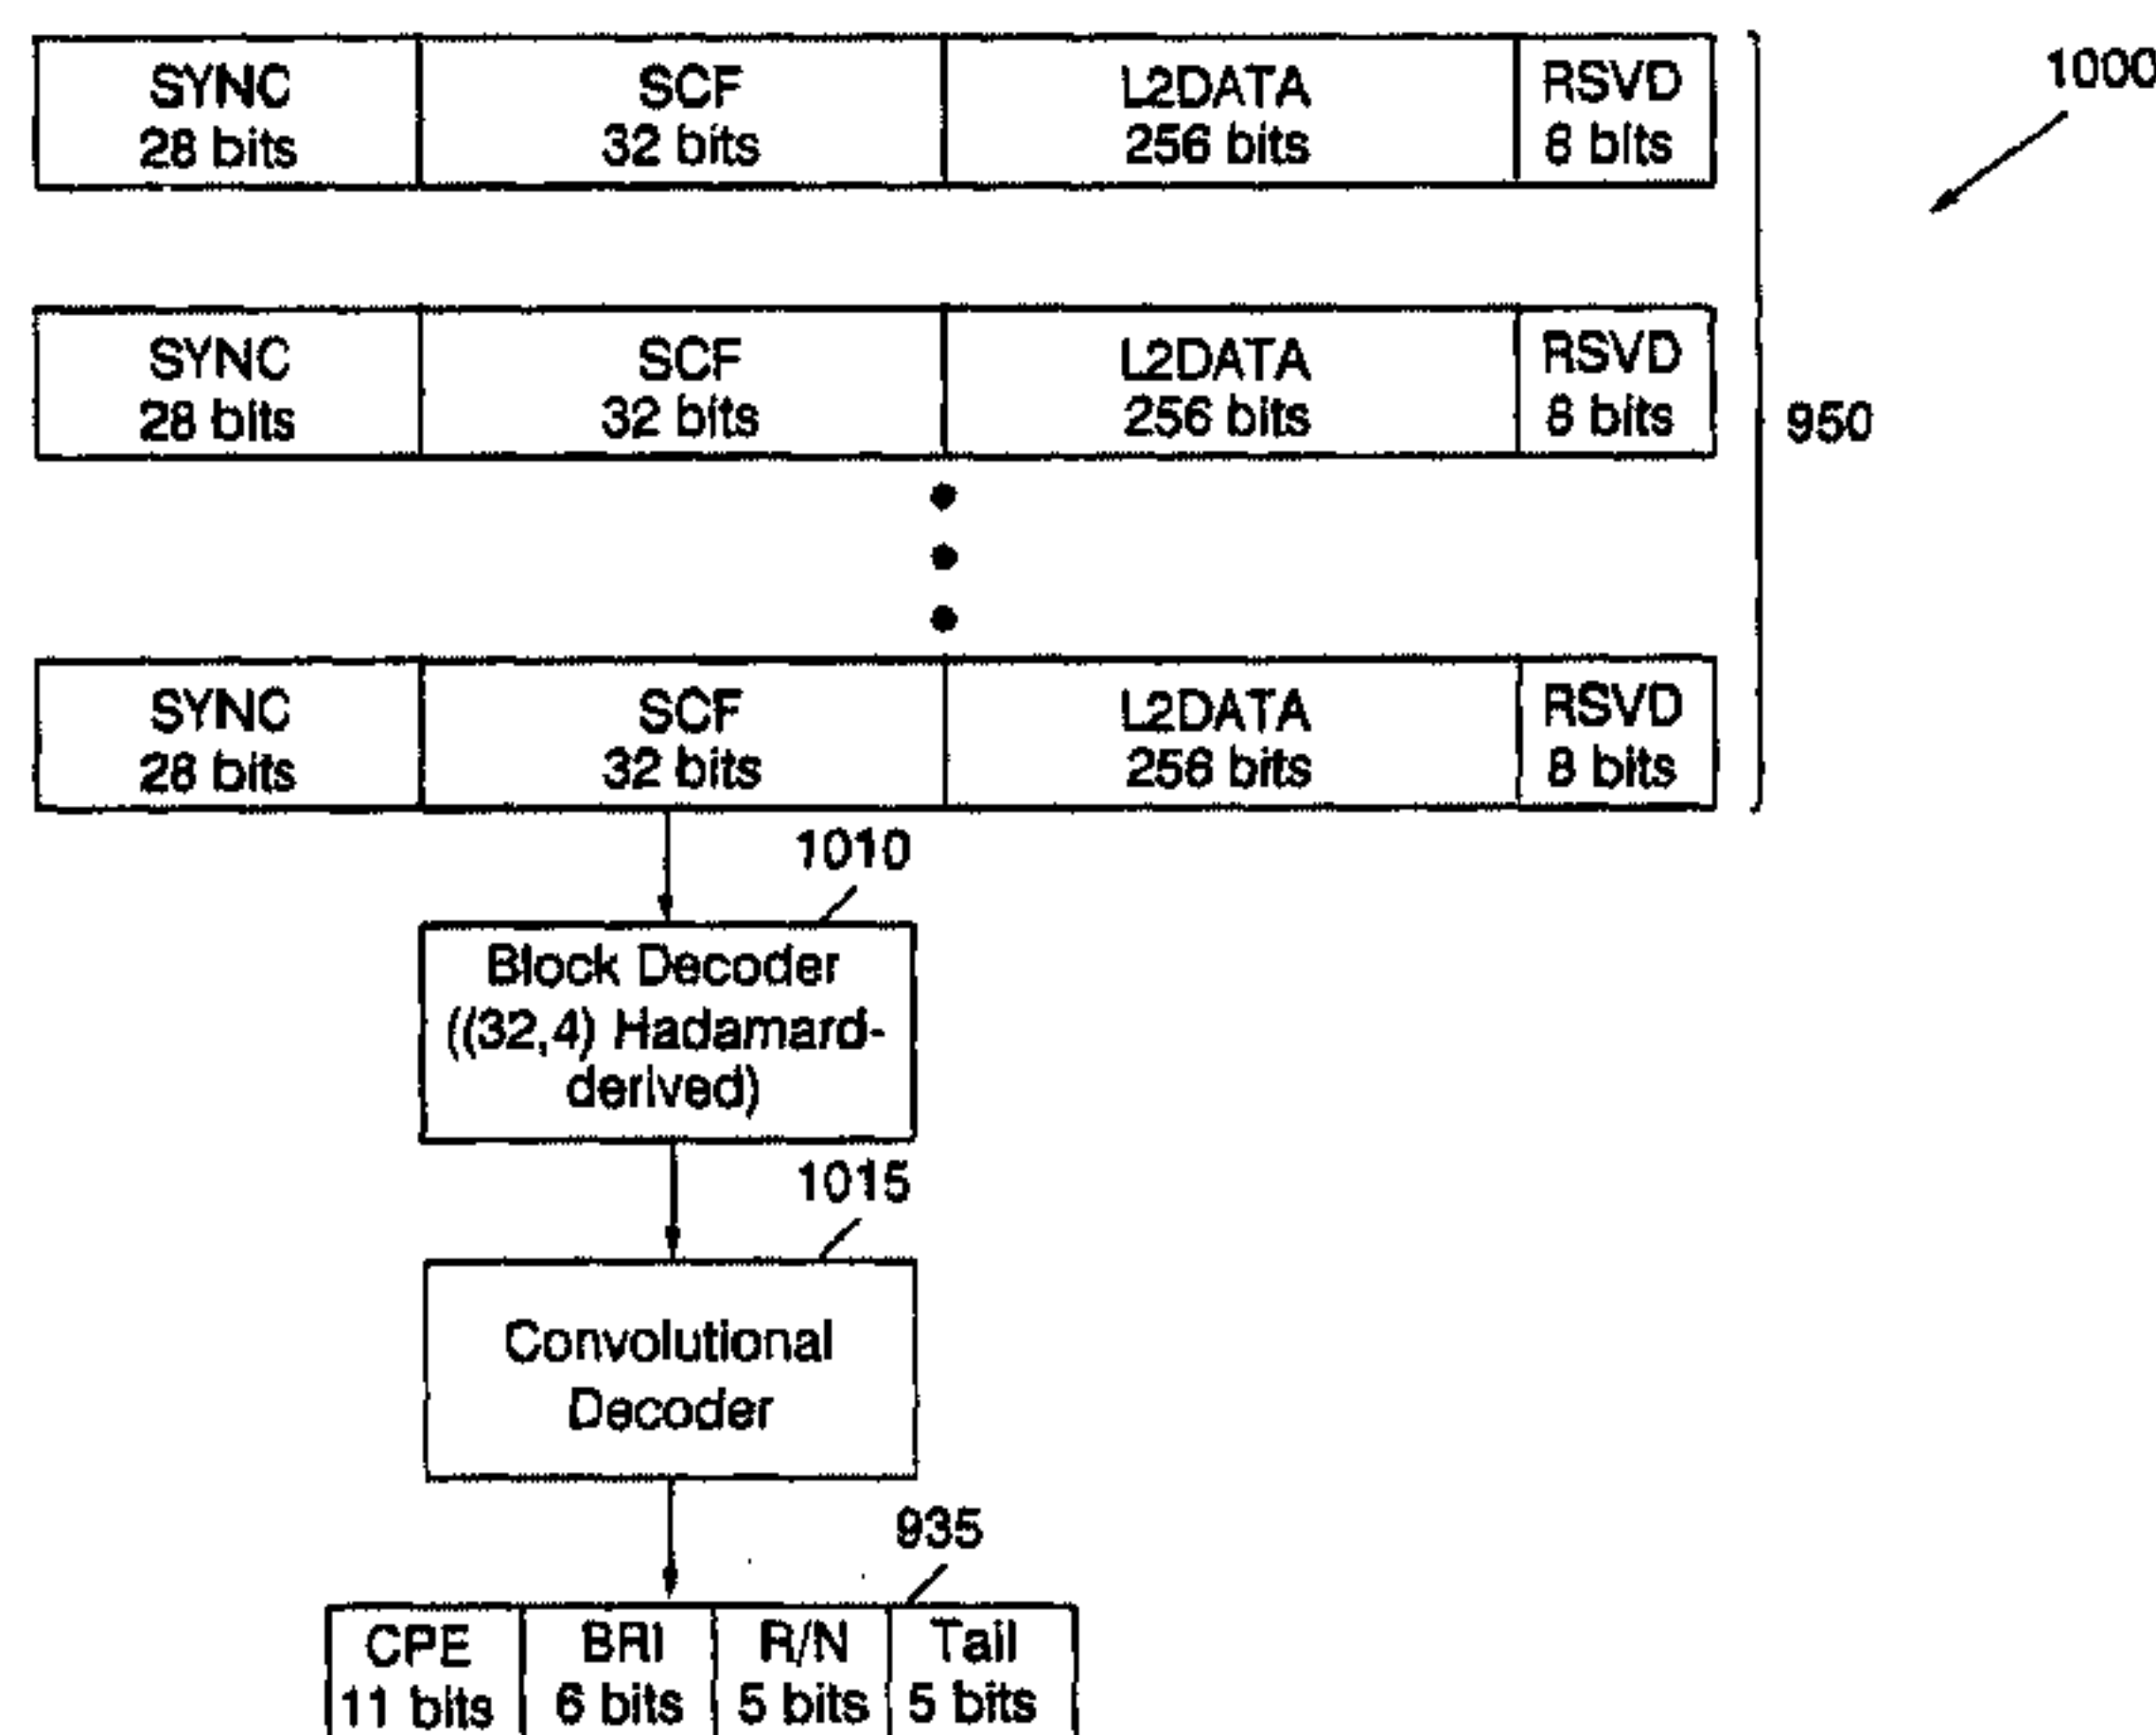 SYNC SCF L2DATA RSVD
28 bits 32 bits 256 bits 8 bits
1000
SYNC SCF L2DATA RSVD
28 bits 32 bits 256 bits 8 bits
950
SYNC SCF L2DATA RSVD
28 bits 32 bits 256 bits 8 bits
1010
Block Decoder
((32,4) Hadamard-
derived)
1015
Convolutional
Decoder
935
CPE BRI R/N Tail
11 bits 6 bits 5 bits 5 bits